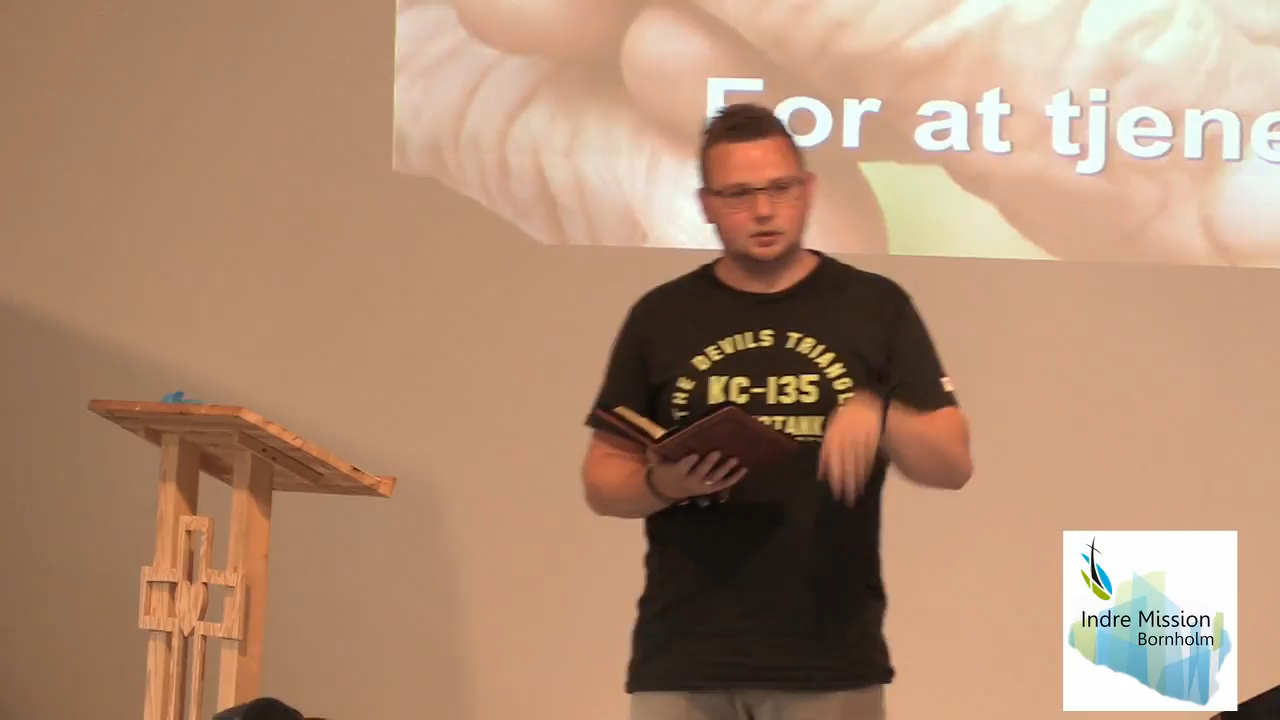 For at tjene
THE DEVILS TRIANGL
KC-135
Indre Mission
Bornholm